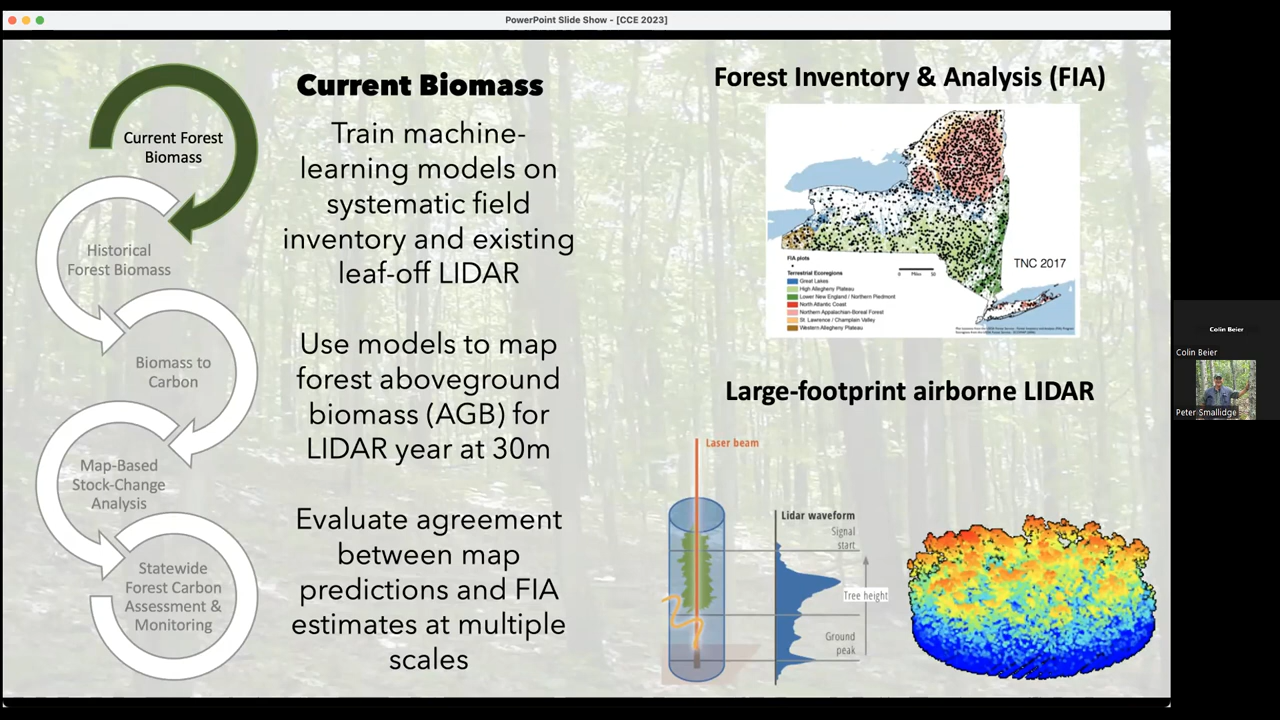 PowerPoint Slide Show - [CCE 2023]
Current Forest
Biomass
Historical
Forest Biomass
Biomass to
Carbon
Map-Based
Stock-Change
Analysis
Statewide
Forest Carbon
Assessment &
Monitoring
Current Biomass
Train machine-
learning models on
systematic field
inventory and existing
leaf-off LIDAR
Use models to map
forest aboveground
biomass (AGB) for
LIDAR year at 30m
Evaluate agreement
between map
predictions and FIA
estimates at multiple
scales
Forest Inventory & Analysis (FIA)
TNC 2017
FIA plots
Terrestrial Ecoregions
Great Lakes
High Allegheny Plateau
Lower New England / Northern Piedmont
North Atlantic Coast
Northern Appalachian-Boreal Forest
St. Lawrence / Champlain Valley
Western Allegheny Plateau
0
50
Miles
Large-footprint airborne LIDAR
Laser beam
Lidar waveform
Signal
start
Tree height
Ground
peak
Colin Beier
Colin Beier
Peter Smallidge